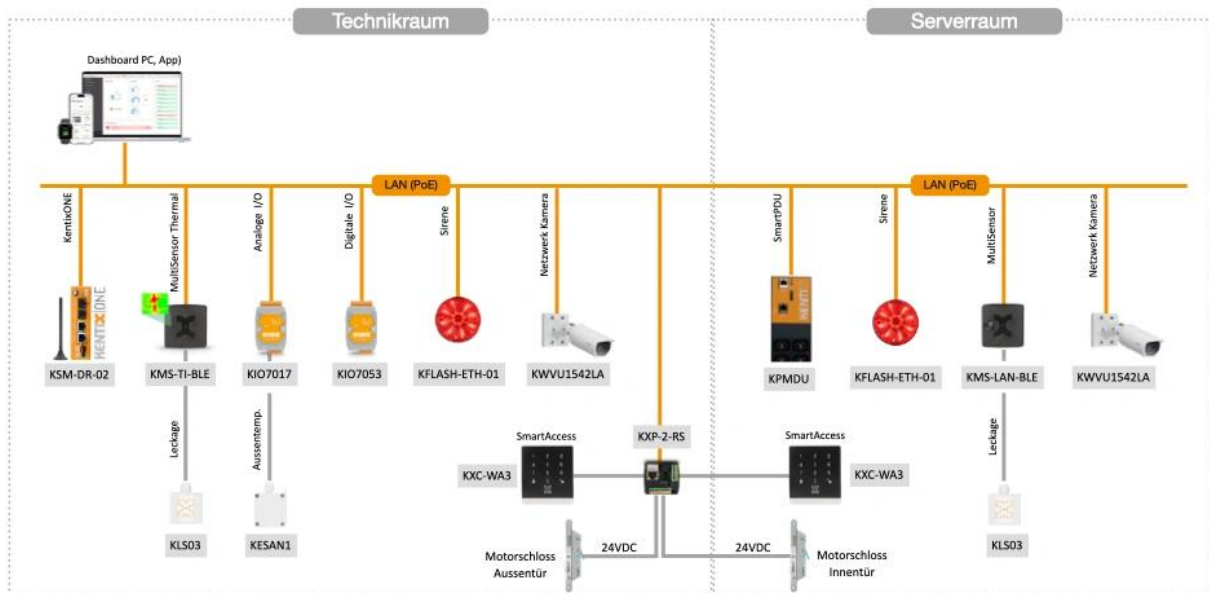 Technikraum
Serverraum
Dashboard PC, App)
LAN (PoE)
LAN (PoE)
KentixONE
MultiSensor Thermal
Analoge I/O
Digitale I/O
Sirene
Netzwerk Kamera
SmartPDU
Sirene
MultiSensor
Netzwerk Kamera
KENTIXONE
KENTI
KSM-DR-02
KMS-TI-BLE
KIO7017
KIO7053
KFLASH-ETH-01
KWVU1542LA
KPMDU
KFLASH-ETH-01
KMS-LAN-BLE
KWVU1542LA
Leckage
Aussentemp.
SmartAccess
KXP-2-RS
SmartAccess
Leckage
KXC-WA3
KXC-WA3
KLS03
KESAN1
KLS03
Motorschloss
Aussentür
24VDC
24VDC
Motorschloss
Innentür